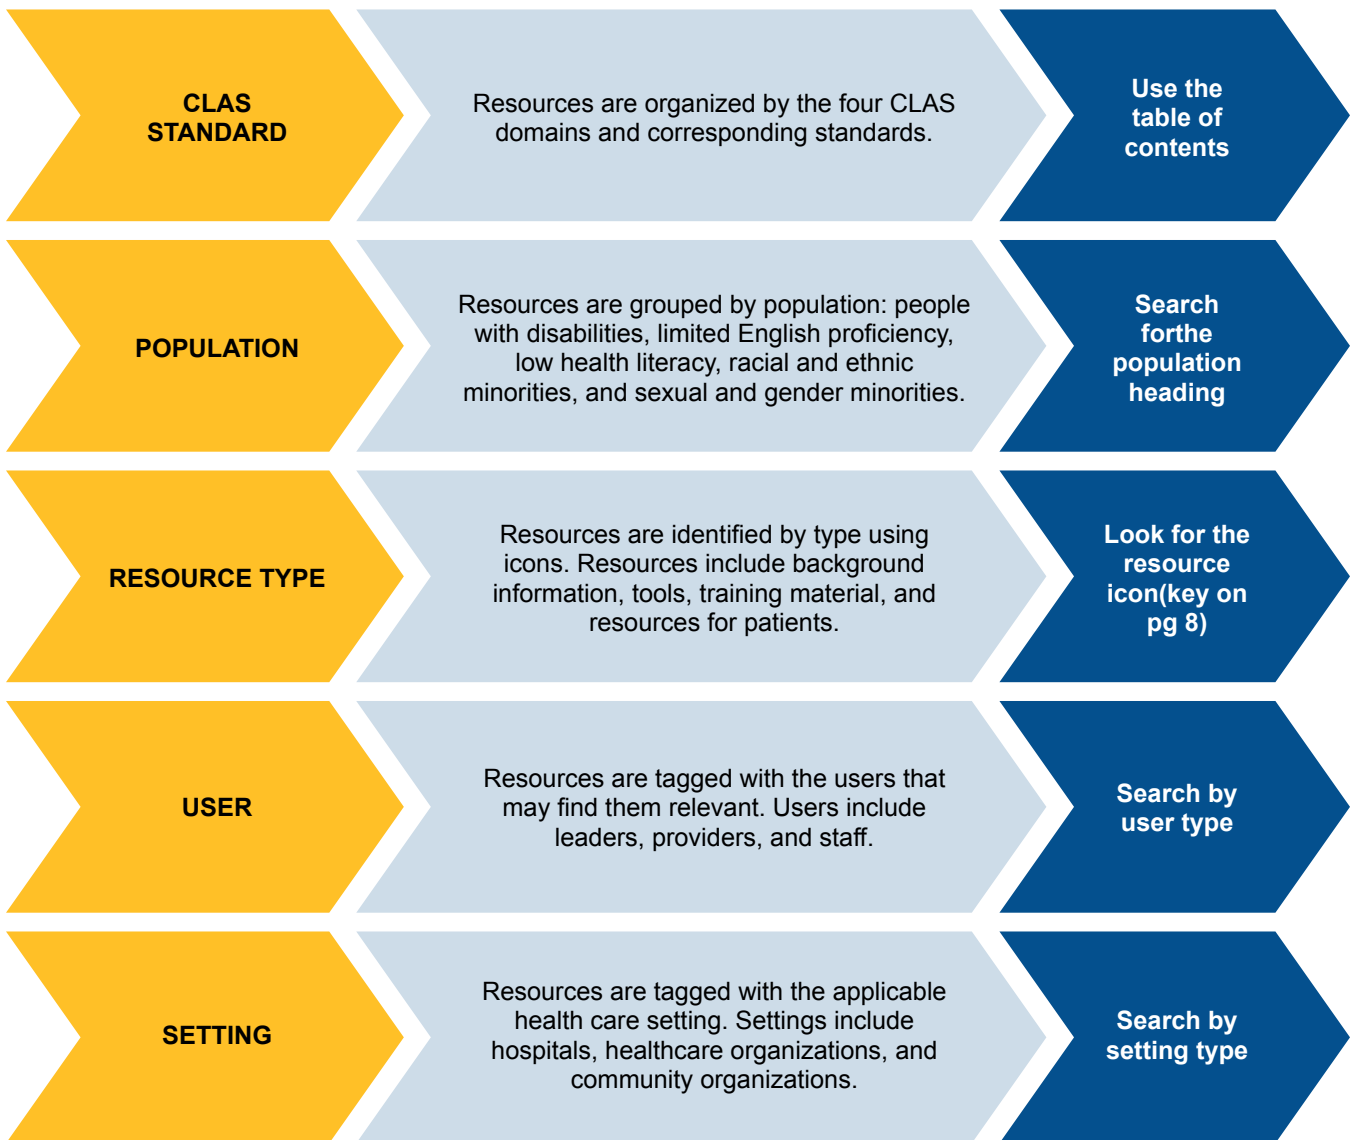 CLAS
STANDARD
Resources are organized by the four CLAS
domains and corresponding standards.
Use the
table of
contents
POPULATION
Resources are grouped by population: people
with disabilities, limited English proficiency,
low health literacy, racial and ethnic
minorities, and sexual and gender minorities.
Search
forthe
population
heading
RESOURCE TYPE
Resources are identified by type using
icons. Resources include background
information, tools, training material, and
resources for patients.
Look for the
resource
icon(key on
pg 8)
USER
Resources are tagged with the users that
may find them relevant. Users include
leaders, providers, and staff.
Search by
user type
SETTING
Resources are tagged with the applicable
health care setting. Settings include
hospitals, healthcare organizations, and
community organizations.
Search by
setting type